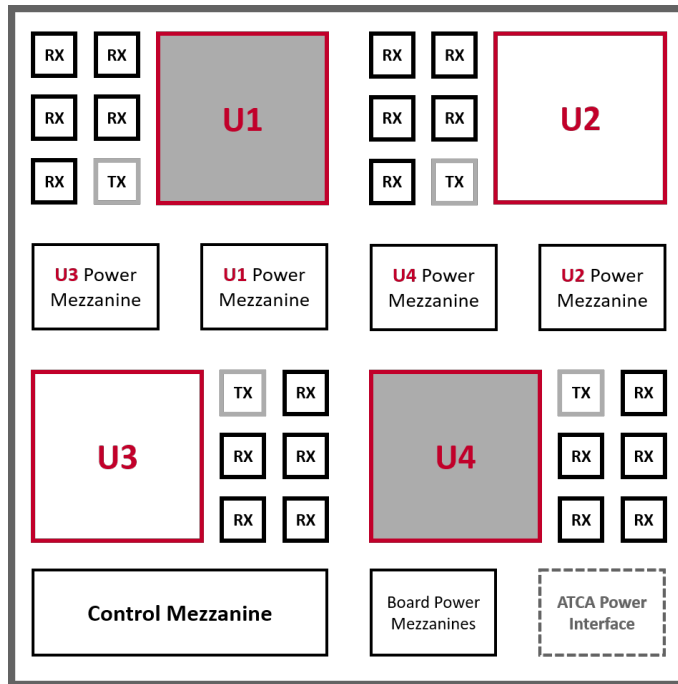 RX RX
U1
RX RX
U2
RX RX
RX RX
RX TX
RX TX
U3 Power
Mezzanine
U1 Power
Mezzanine
U4 Power
Mezzanine
U2 Power
Mezzanine
U3
TX RX
U4
TX RX
RX RX
RX RX
RX RX
RX RX
Control Mezzanine
Board Power
Mezzanines
ATCA Power
Interface